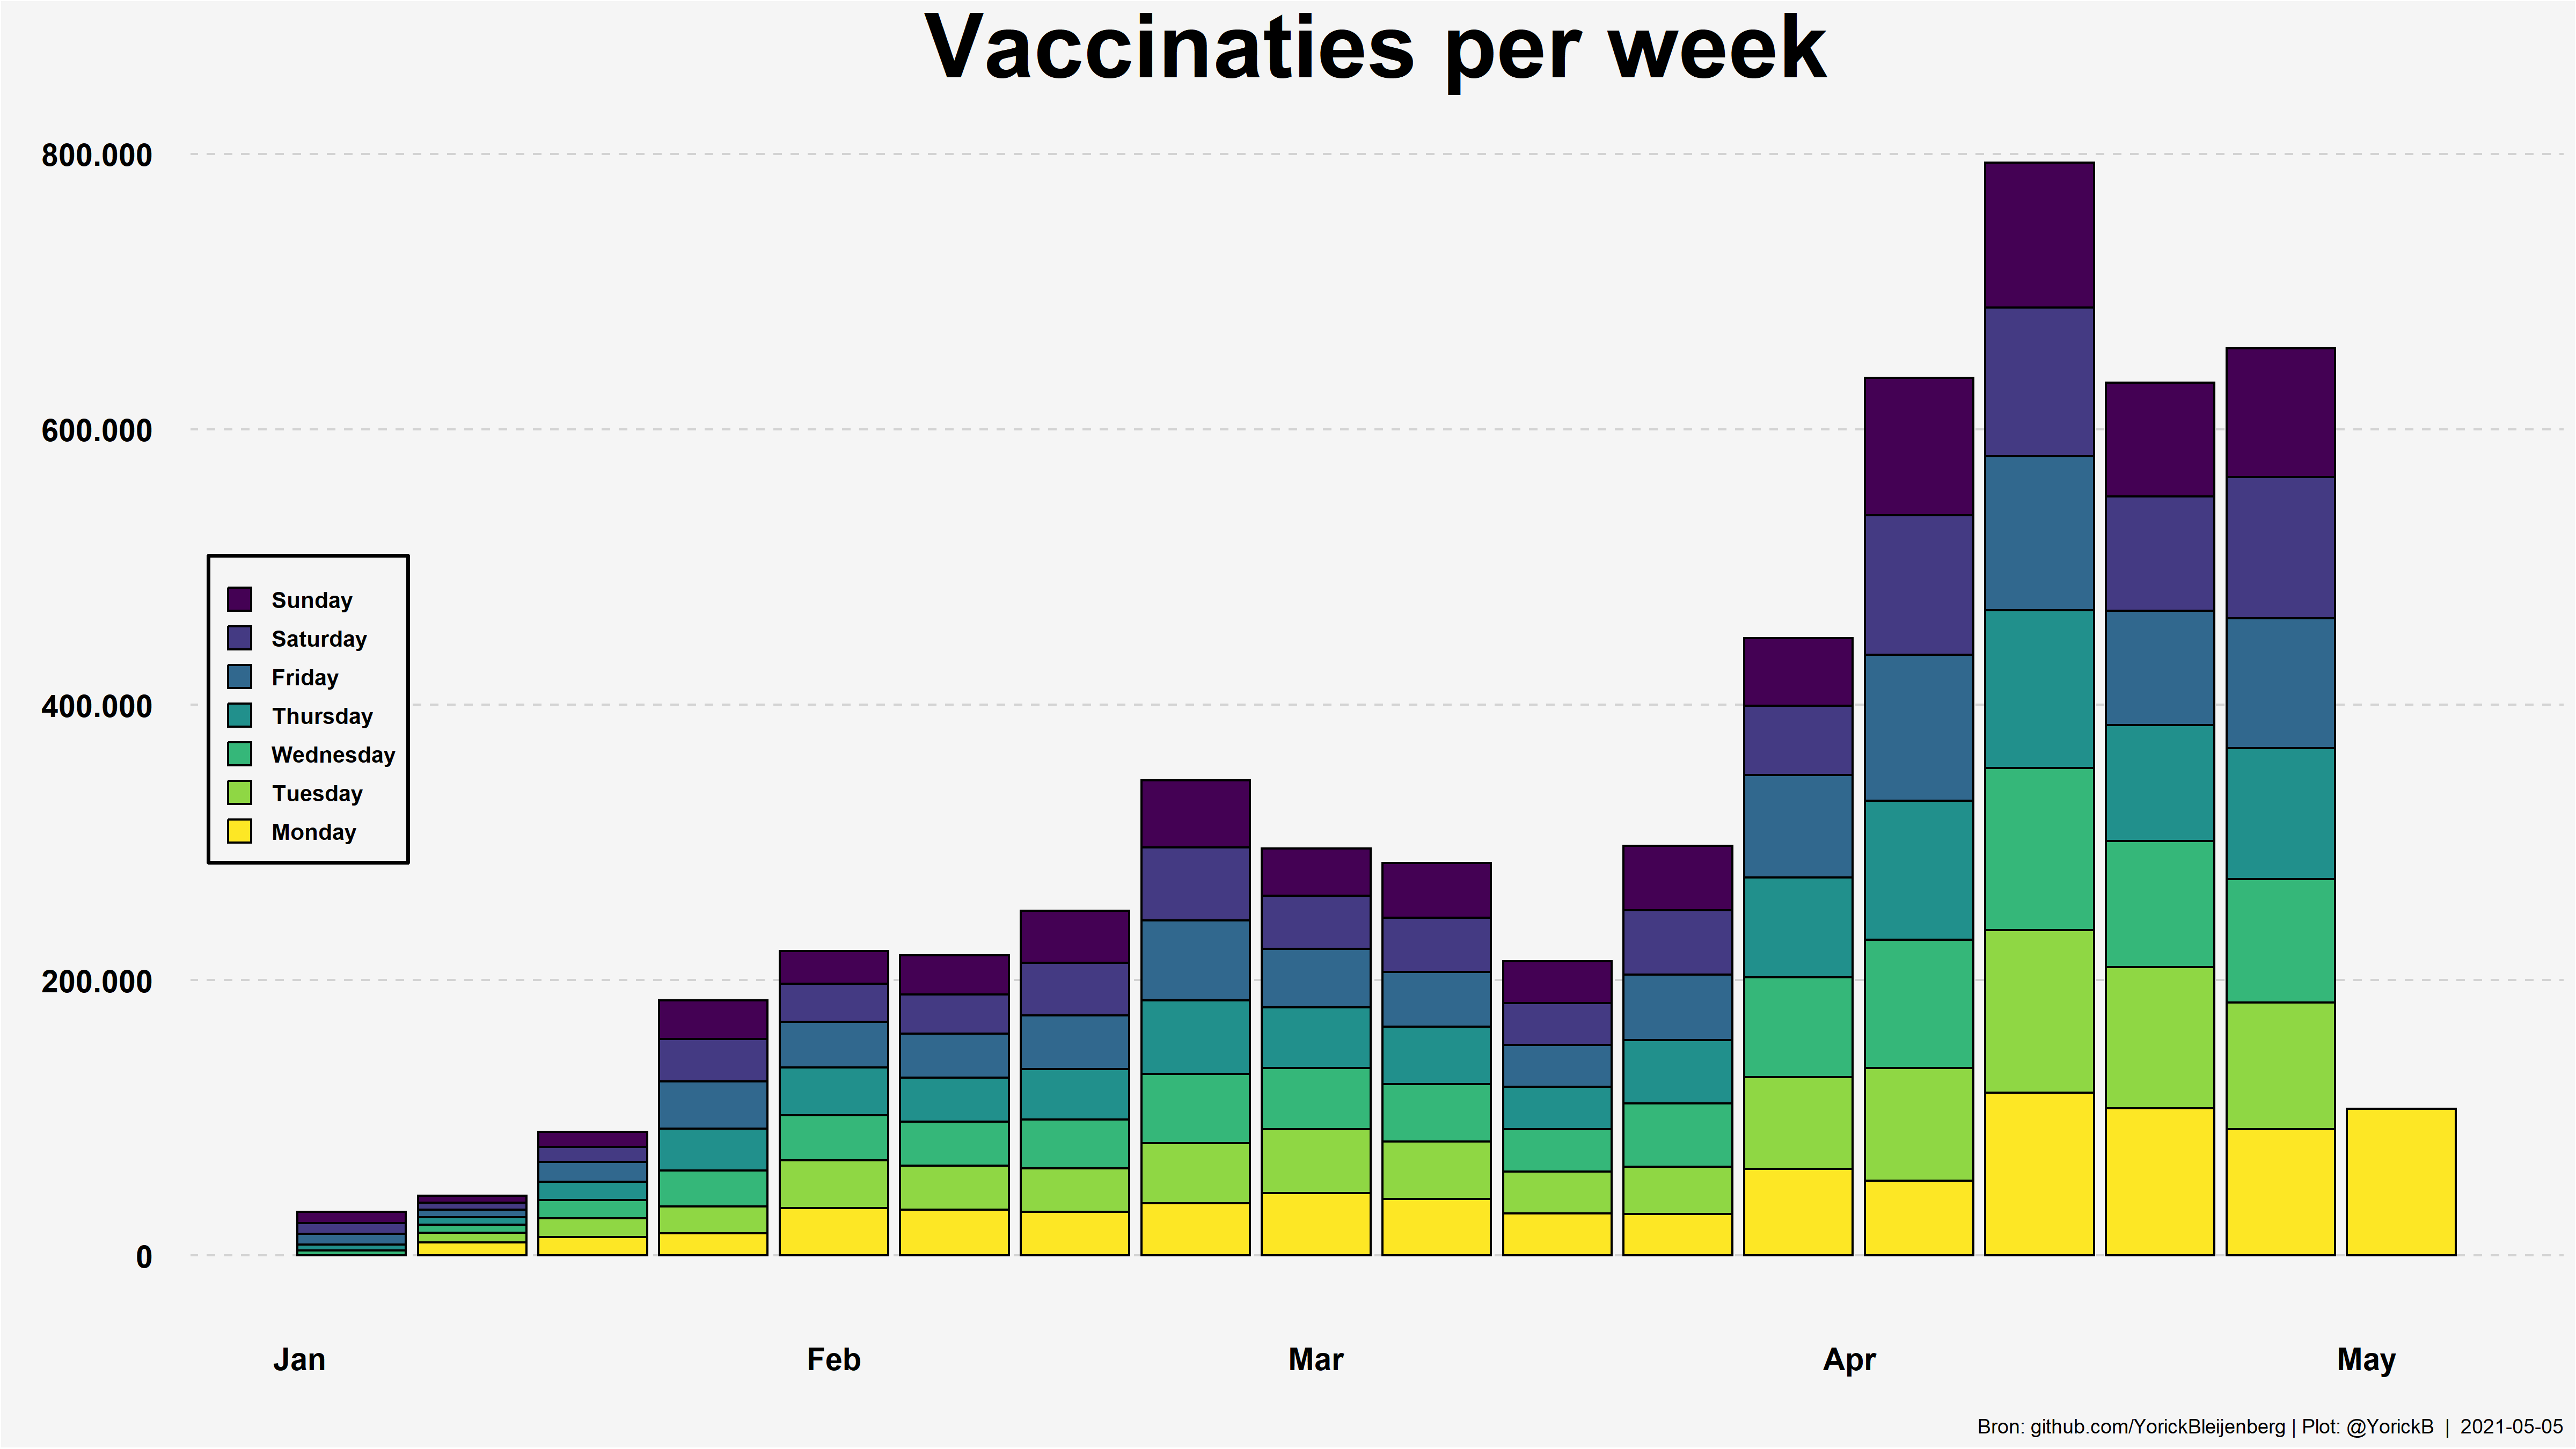 Vaccinaties per week
800.000
600.000
400.000
200.000
0
Sunday
Saturday
Friday
Thursday
Wednesday
Tuesday
Monday
Jan Feb Mar Apr May
Bron: github.com/YorickBleijenberg | Plot: @YorickB | 2021-05-05